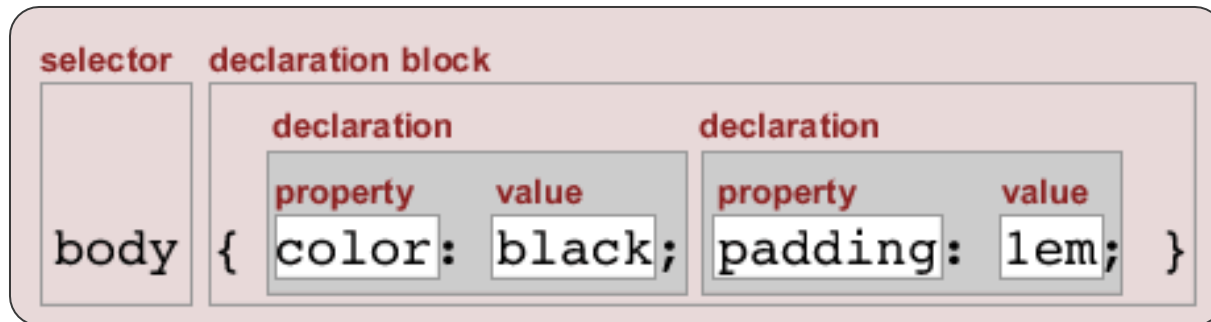 selector declaration block
declaration declaration
property value property value
body { color: black; padding: 1em; }